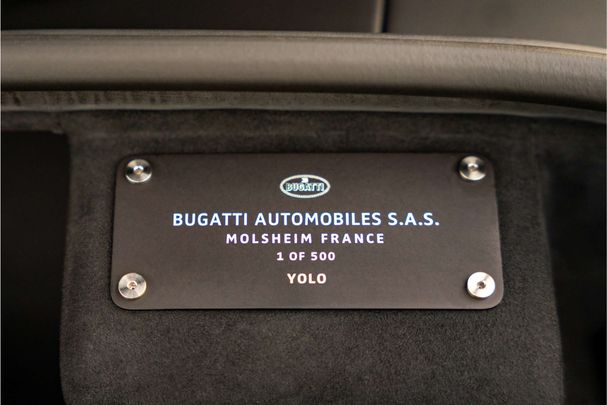 BUGATTI
BUGATTI AUTOMOBILES S.A.S.
MOLSHEIM FRANCE
1 OF 500
YOLO